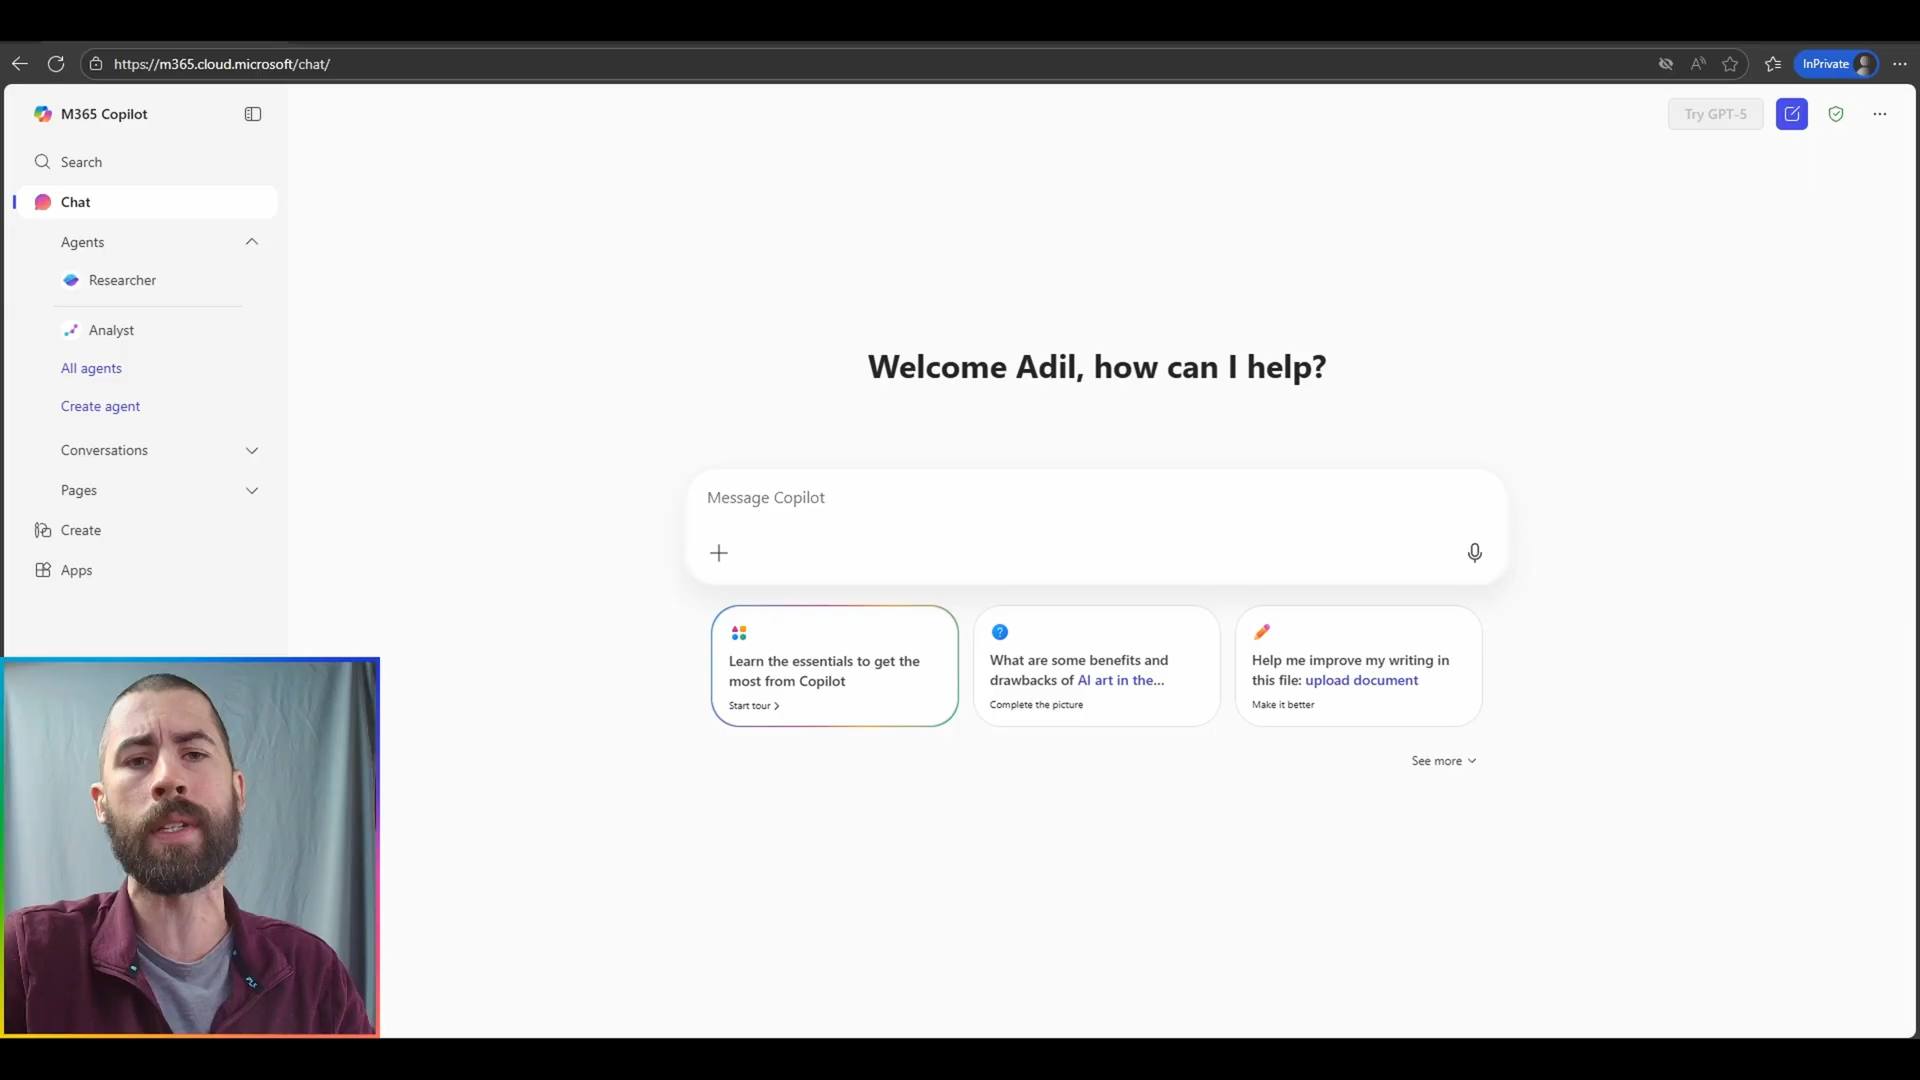 https://m365.cloud.microsoft/chat/
InPrivate
M365 Copilot
Search
Chat
Agents
Researcher
Analyst
All agents
Create agent
Conversations
Pages
Create
Apps
Try GPT-5
Welcome Adil, how can I help?
Message Copilot
Learn the essentials to get the
most from Copilot
Start tour
What are some benefits and
drawbacks of AI art in the...
Complete the picture
Help me improve my writing in
this file: upload document
Make it better
See more